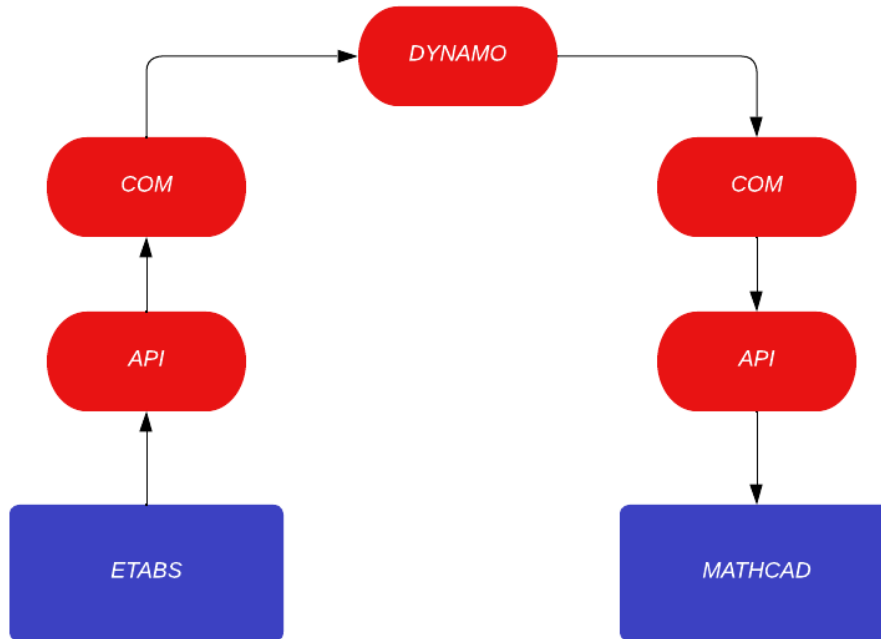 DYNAMO
COM
COM
API
API
ETABS
MATHCAD